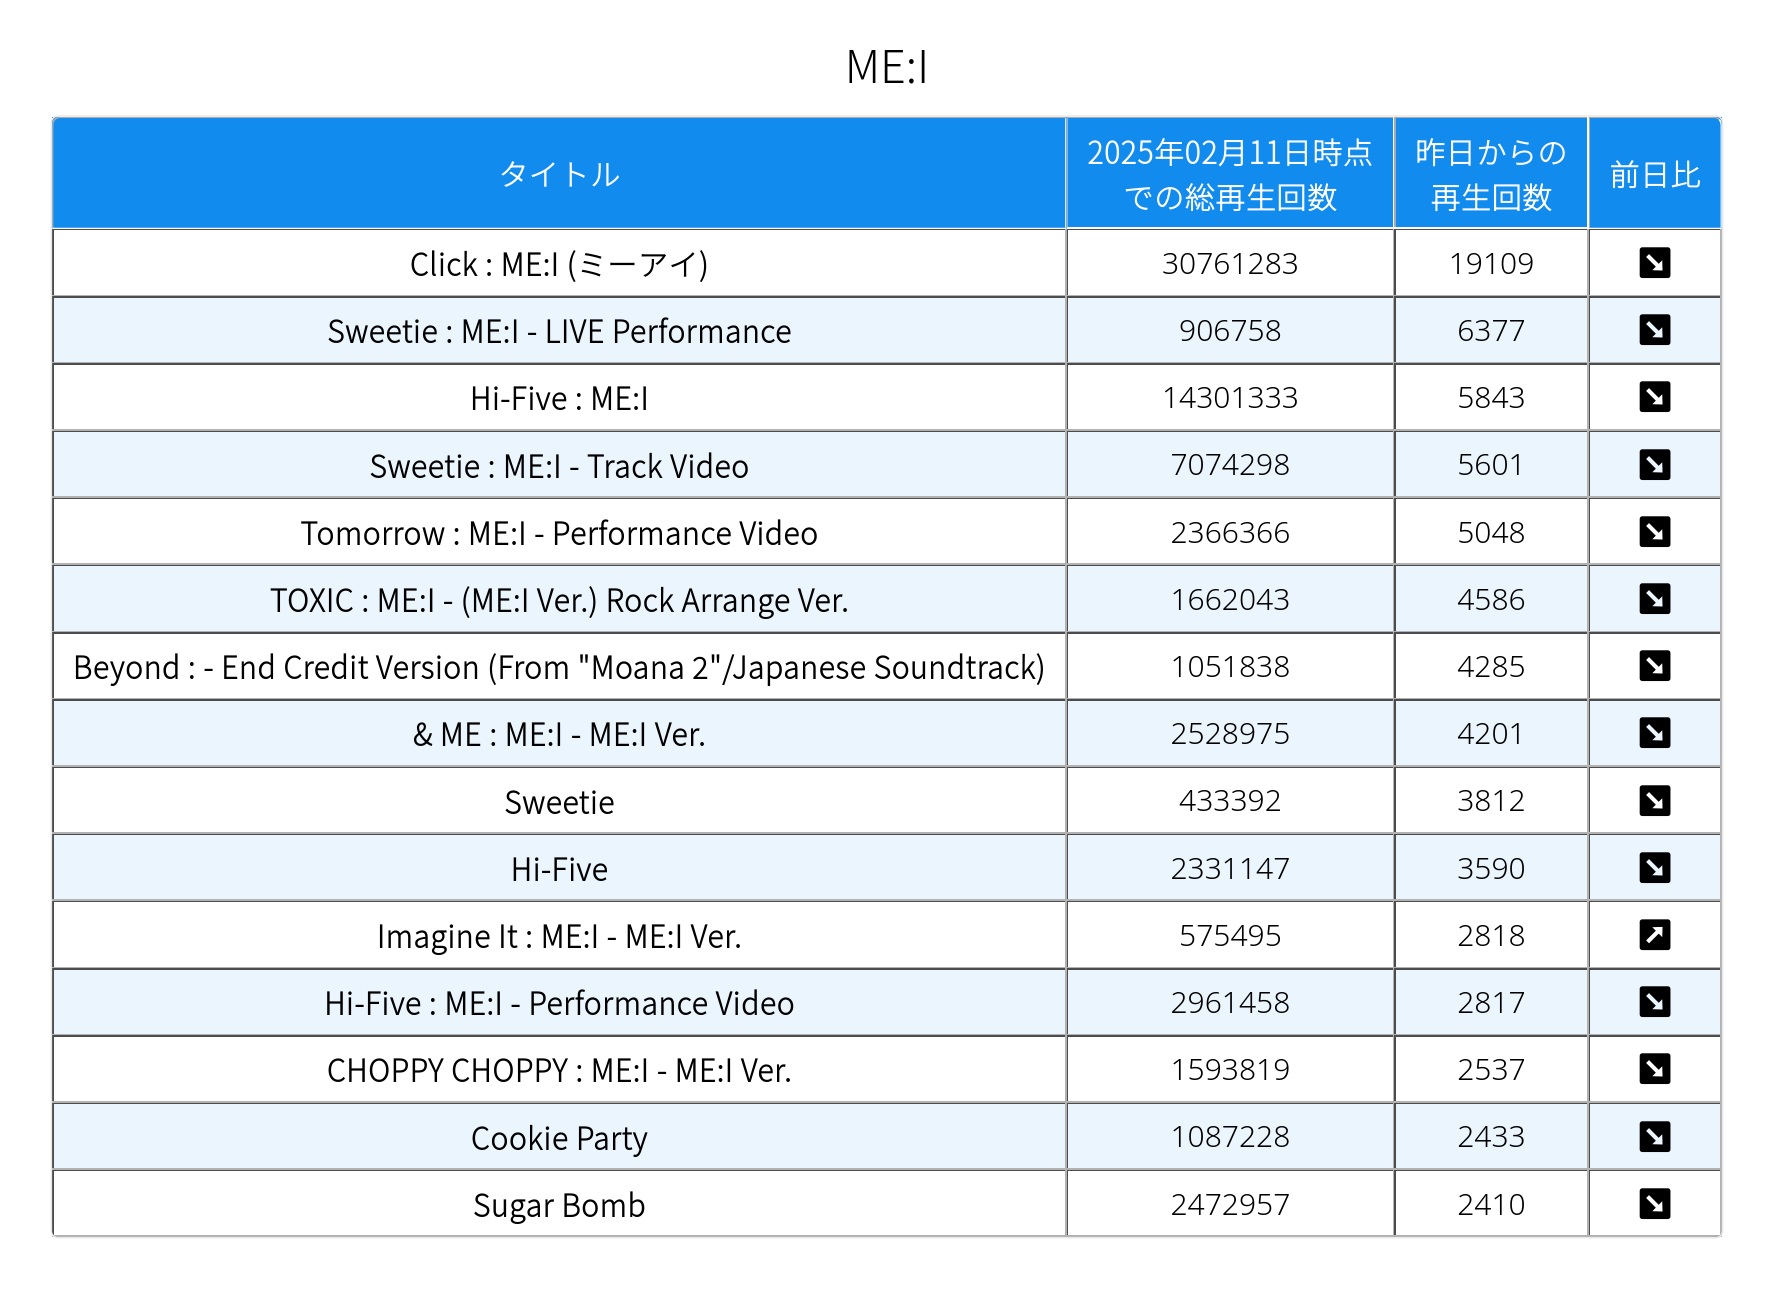 ME:I
タイトル 2025年02月11日時点 での総再生回数 昨日からの 再生回数 前日比
Click : ME:I (ミーアイ) 30761283 19109 ↘
Sweetie : ME:I - LIVE Performance 906758 6377 ↘
Hi-Five : ME:I 14301333 5843 ↘
Sweetie : ME:I - Track Video 7074298 5601 ↘
Tomorrow : ME:I - Performance Video 2366366 5048 ↘
TOXIC : ME:I - (ME:I Ver.) Rock Arrange Ver. 1662043 4586 ↘
Beyond : - End Credit Version (From "Moana 2"/Japanese Soundtrack) 1051838 4285 ↘
& ME : ME:I - ME:I Ver. 2528975 4201 ↘
Sweetie 433392 3812 ↘
Hi-Five 2331147 3590 ↘
Imagine It : ME:I - ME:I Ver. 575495 2818 ↗
Hi-Five : ME:I - Performance Video 2961458 2817 ↘
CHOPPY CHOPPY : ME:I - ME:I Ver. 1593819 2537 ↘
Cookie Party 1087228 2433 ↘
Sugar Bomb 2472957 2410 ↘